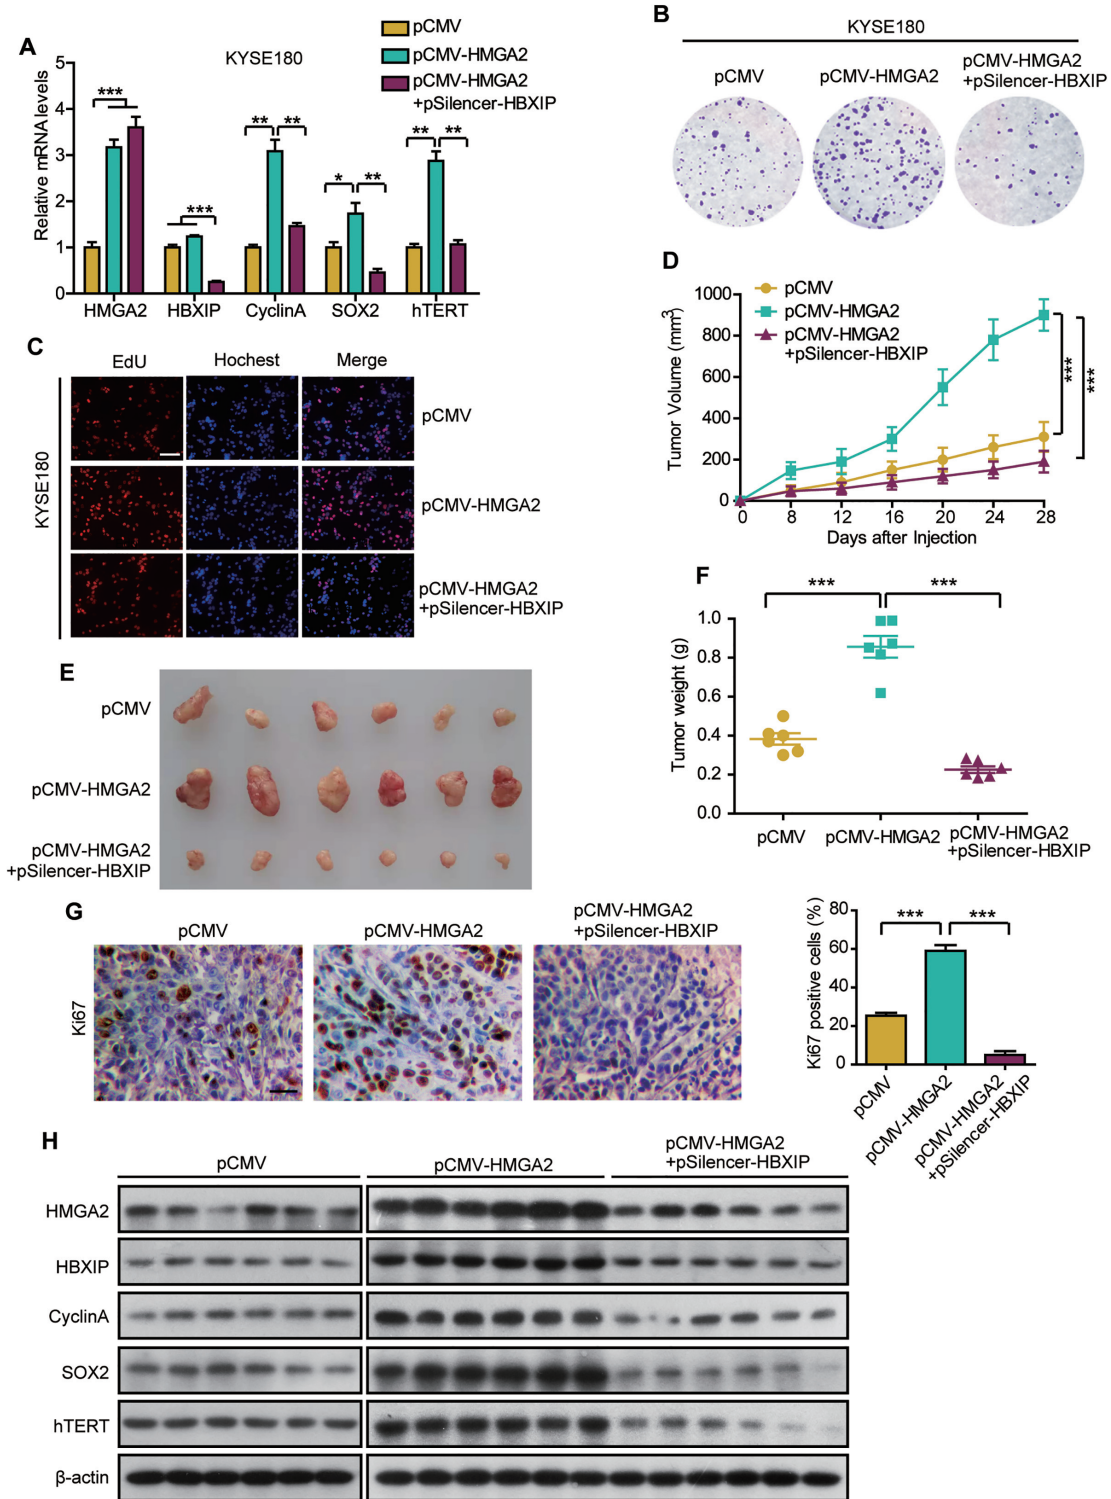 A
KYSE180
pCMV
pCMV-HMGA2
pCMV-HMGA2
+pSilencer-HBXIP
Relative mRNA levels
5
4
3
2
1
0
***
***
** **
* **
** **
HMGA2 HBXIP CyclinA SOX2 hTERT
B
KYSE180
pCMV pCMV-HMGA2 pCMV-HMGA2
+pSilencer-HBXIP
C
EdU Hochest Merge
KYSE180
pCMV
pCMV-HMGA2
pCMV-HMGA2
+pSilencer-HBXIP
D
pCMV
pCMV-HMGA2
pCMV-HMGA2
+pSilencer-HBXIP
Tumor Volume (mm3)
1000
800
600
400
200
0
0 8 12 16 20 24 28
Days after Injection
***
***
E
pCMV
pCMV-HMGA2
pCMV-HMGA2
+pSilencer-HBXIP
F
*** ***
Tumor weight (g)
1.0
0.8
0.6
0.4
0.2
0.0
pCMV pCMV-HMGA2 pCMV-HMGA2
+pSilencer-HBXIP
G
pCMV pCMV-HMGA2 pCMV-HMGA2
+pSilencer-HBXIP
Ki67
Ki67 positive cells (%)
80
60
40
20
0
*** ***
pCMV
pCMV-HMGA2
pCMV-HMGA2
+pSilencer-HBXIP
H
pCMV pCMV-HMGA2 pCMV-HMGA2
+pSilencer-HBXIP
HMGA2
HBXIP
CyclinA
SOX2
hTERT
β-actin